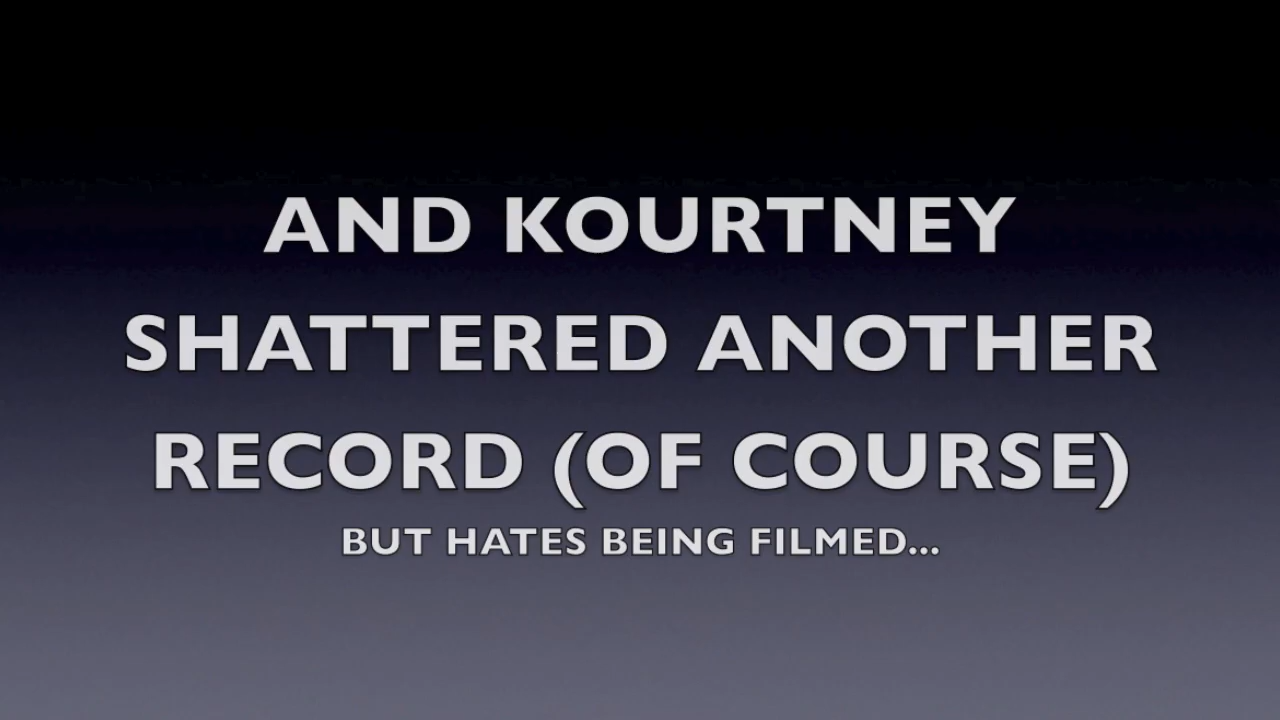 AND KOURTNEY
SHATTERED ANOTHER
RECORD (OF COURSE)
BUT HATES BEING FILMED...